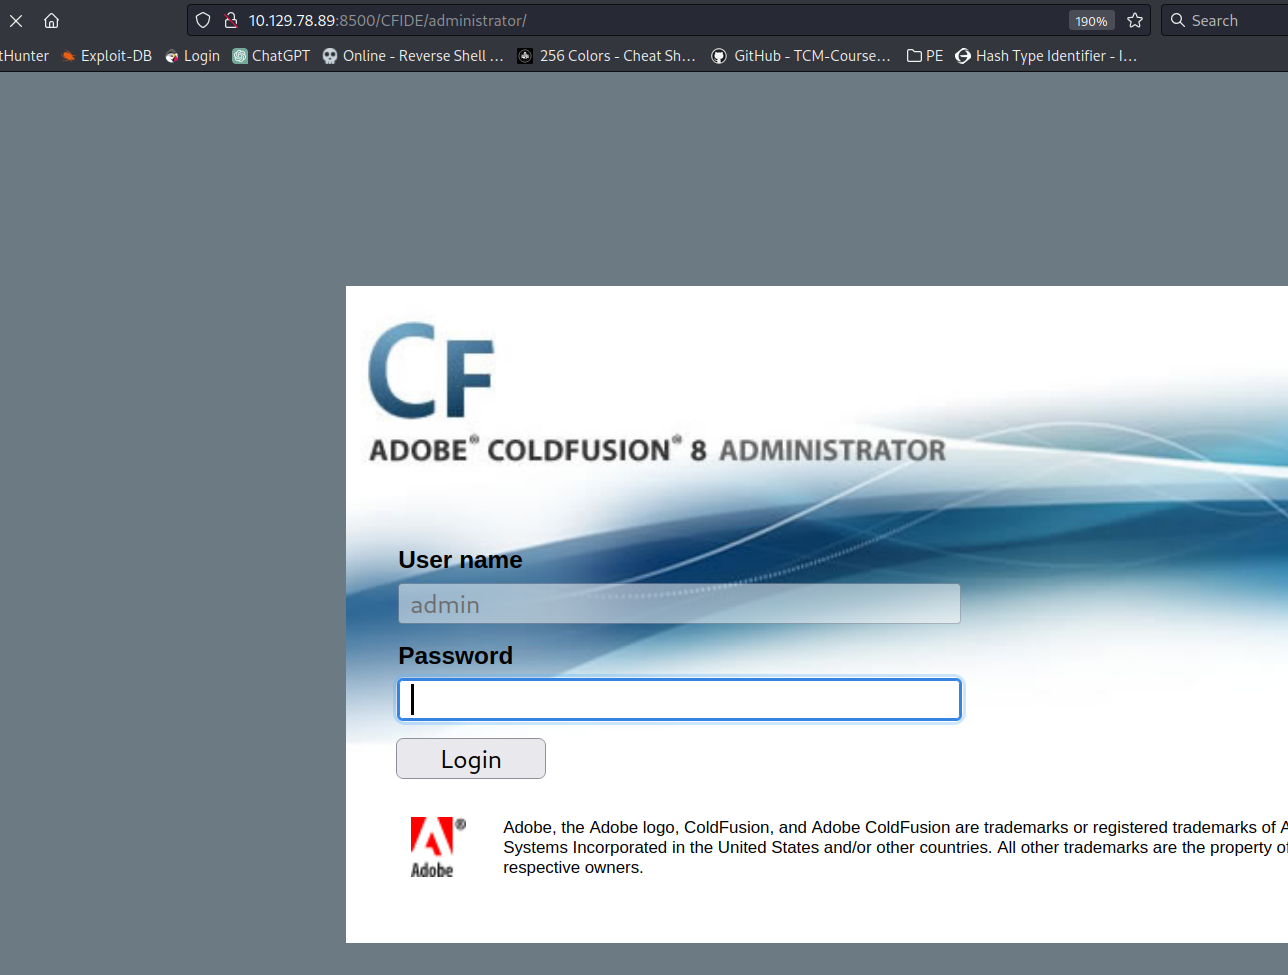 10.129.78.89:8500/CFIDE/administrator/ 190% Search
tHunter Exploit-DB Login ChatGPT Online - Reverse Shell … 256 Colors - Cheat Sh… GitHub - TCM-Course… PE Hash Type Identifier - I…
CF
ADOBE® COLDFUSION® 8 ADMINISTRATOR
User name
admin
Password
Login
Adobe, the Adobe logo, ColdFusion, and Adobe ColdFusion are trademarks or registered trademarks of A
Systems Incorporated in the United States and/or other countries. All other trademarks are the property of
respective owners.
®
Adobe